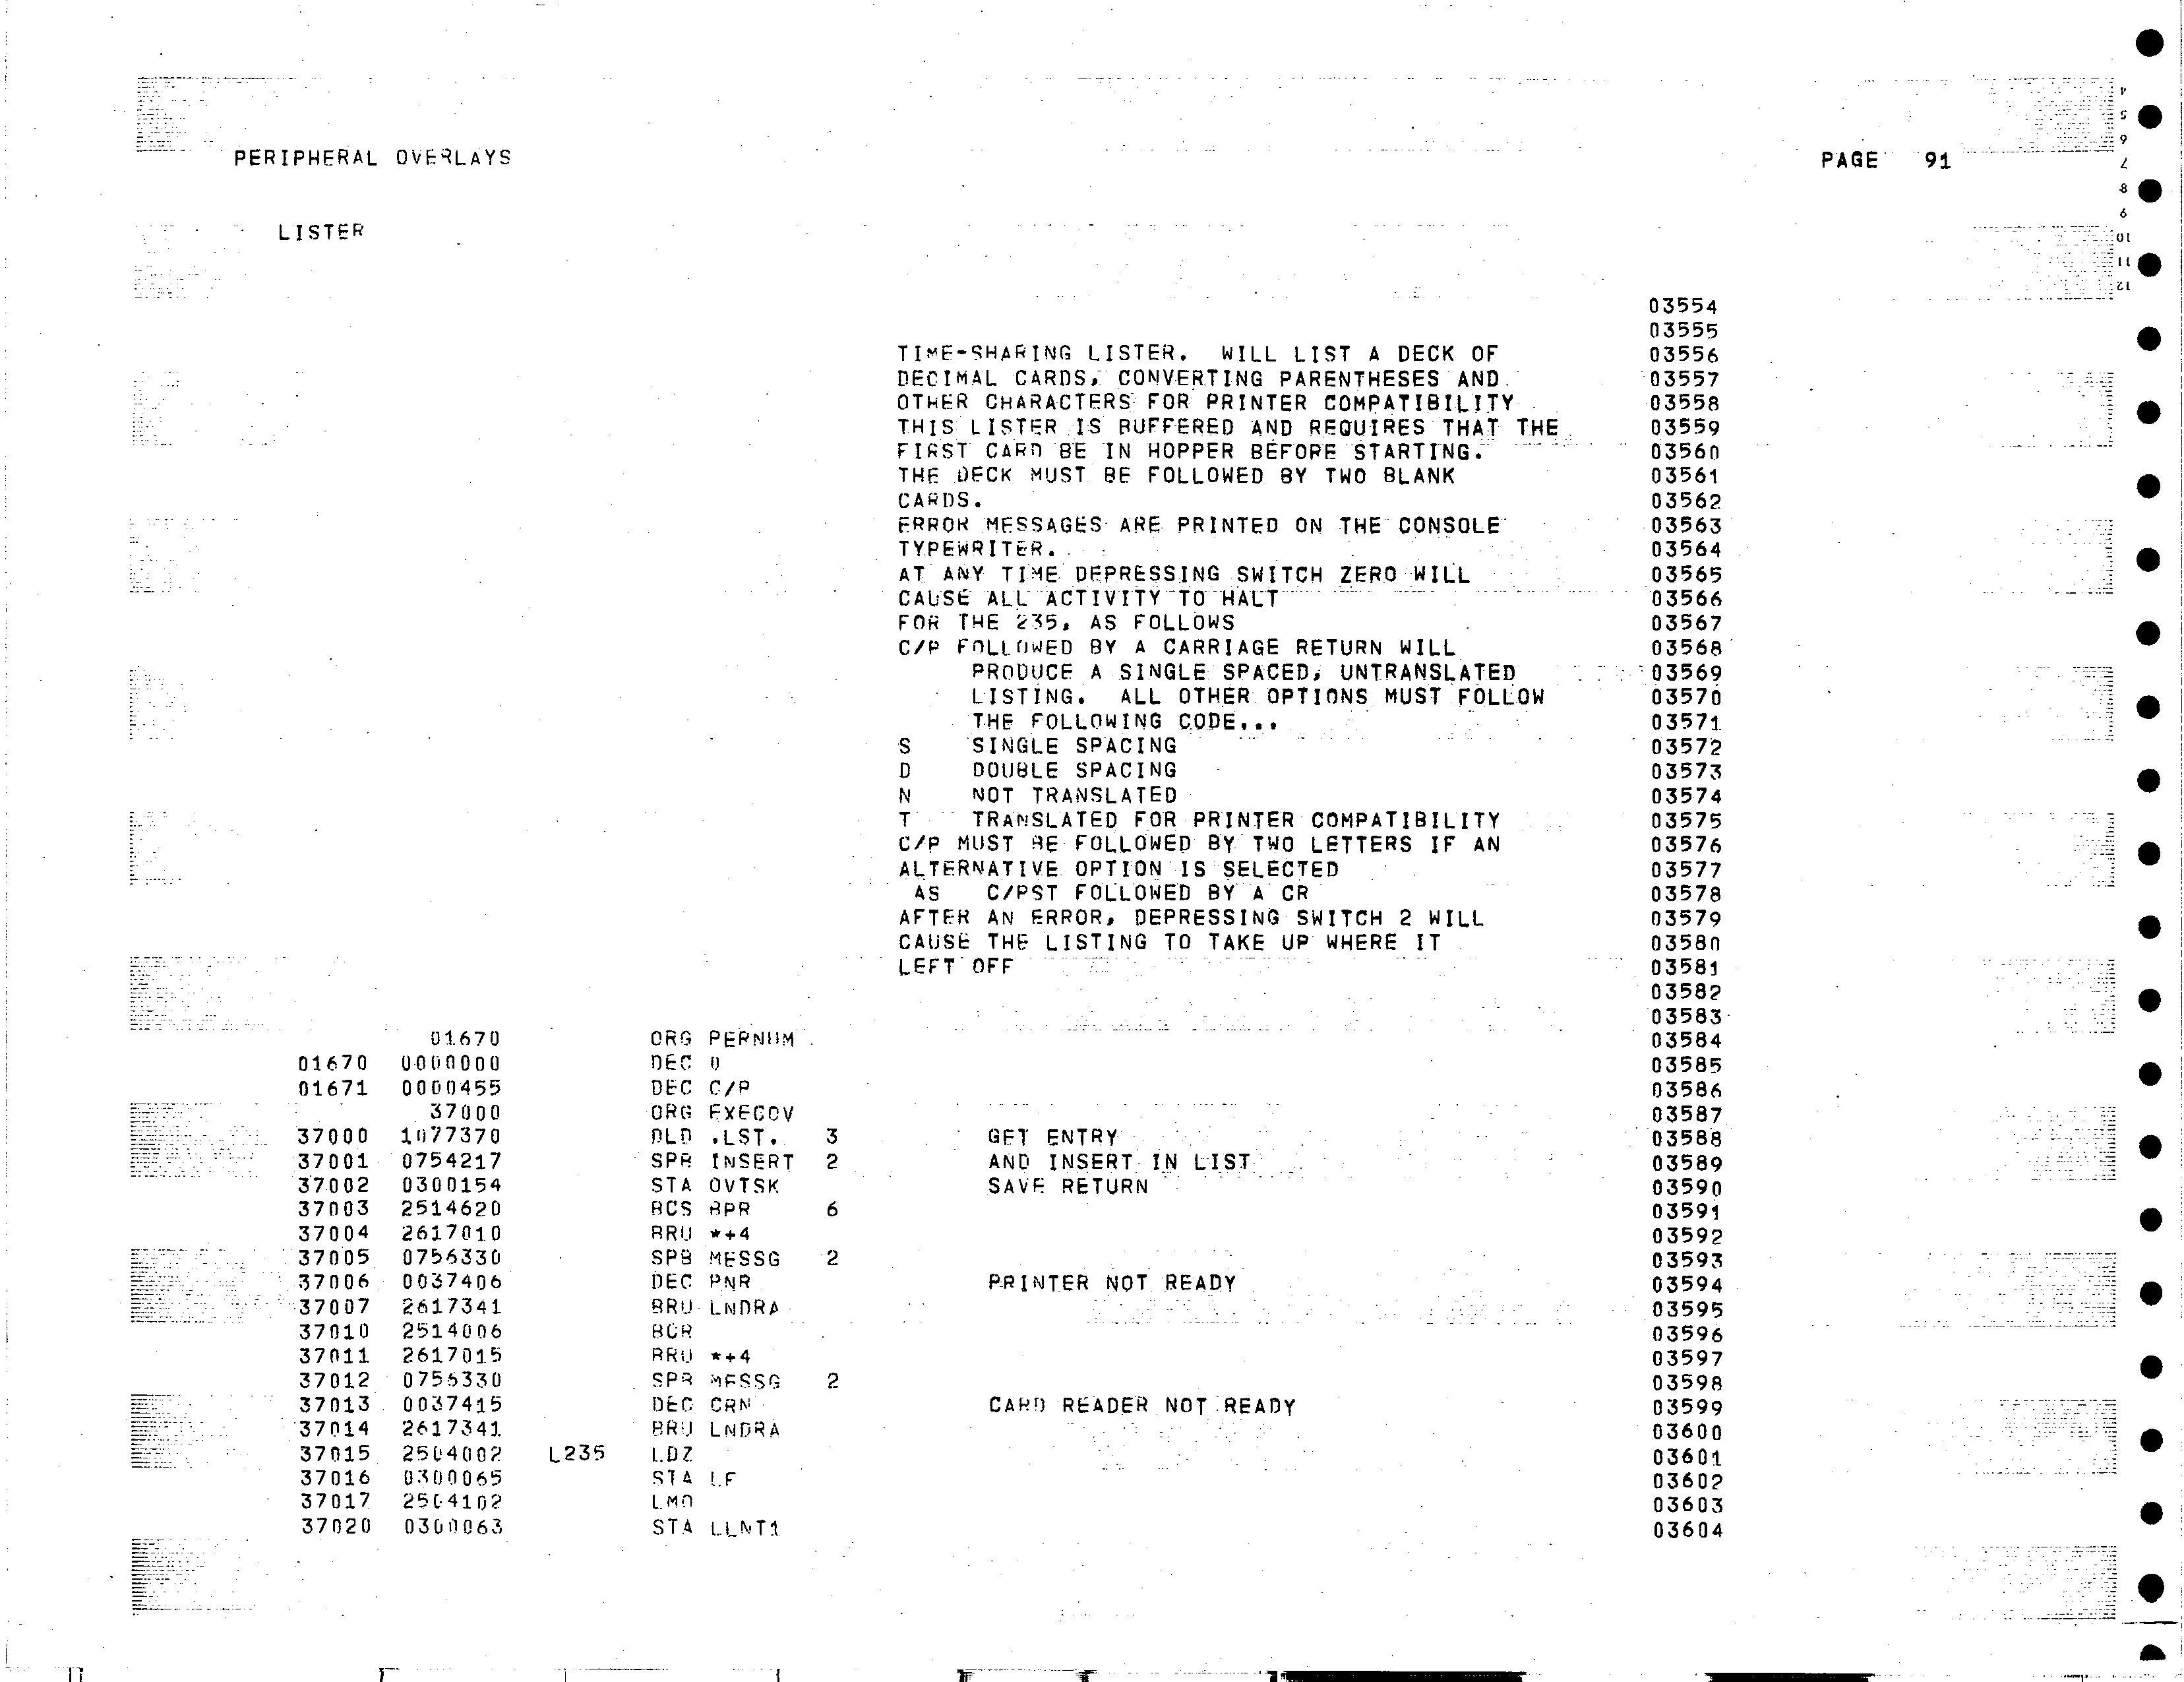 PERIPHERAL OVERLAYS PAGE 91
LISTER
03554
03555
TIME-SHARING LISTER. WILL LIST A DECK OF 03556
DECIMAL CARDS, CONVERTING PARENTHESES AND 03557
OTHER CHARACTERS FOR PRINTER COMPATIBILITY 03558
THIS LISTER IS BUFFERED AND REQUIRES THAT THE 03559
FIRST CARD BE IN HOPPER BEFORE STARTING. 03560
THE DECK MUST BE FOLLOWED BY TWO BLANK 03561
CARDS. 03562
ERROR MESSAGES ARE PRINTED ON THE CONSOLE 03563
TYPEWRITER. 03564
AT ANY TIME DEPRESSING SWITCH ZERO WILL 03565
CAUSE ALL ACTIVITY TO HALT 03566
FOR THE 235, AS FOLLOWS 03567
C/P FOLLOWED BY A CARRIAGE RETURN WILL 03568
PRODUCE A SINGLE SPACED, UNTRANSLATED 03569
LISTING. ALL OTHER OPTIONS MUST FOLLOW 03570
THE FOLLOWING CODE... 03571
S SINGLE SPACING 03572
D DOUBLE SPACING 03573
N NOT TRANSLATED 03574
T TRANSLATED FOR PRINTER COMPATIBILITY 03575
C/P MUST BE FOLLOWED BY TWO LETTERS IF AN 03576
ALTERNATIVE OPTION IS SELECTED 03577
AS C/PST FOLLOWED BY A CR 03578
AFTER AN ERROR, DEPRESSING SWITCH 2 WILL 03579
CAUSE THE LISTING TO TAKE UP WHERE IT 03580
LEFT OFF 03581
03582
03583
01670 ORG PERNUM 03584
01670 0000000 DEC 0 03585
01671 0000455 DEC C/P 03586
37000 ORG EXECOV 03587
37000 1077370 DLD .LST. 3 GET ENTRY 03588
37001 0754217 SPB INSERT 2 AND INSERT IN LIST 03589
37002 0300154 STA OVTSK SAVE RETURN 03590
37003 2514620 BCS BPR 6 03591
37004 2617010 BRU *+4 03592
37005 0756330 SPB MESSG 2 03593
37006 0037406 DEC PNR PRINTER NOT READY 03594
37007 2617341 BRU LNDRA 03595
37010 2514006 BCR 03596
37011 2617015 BRU *+4 03597
37012 0756330 SPB MESSG 2 03598
37013 0037415 DEC CRN CARD READER NOT READY 03599
37014 2617341 BRU LNDRA 03600
37015 2504002 L235 LDZ 03601
37016 0300065 STA LF 03602
37017 2504102 LMO 03603
37020 0300063 STA LLNT1 03604
4
5
6
7
8
9
10
11
12